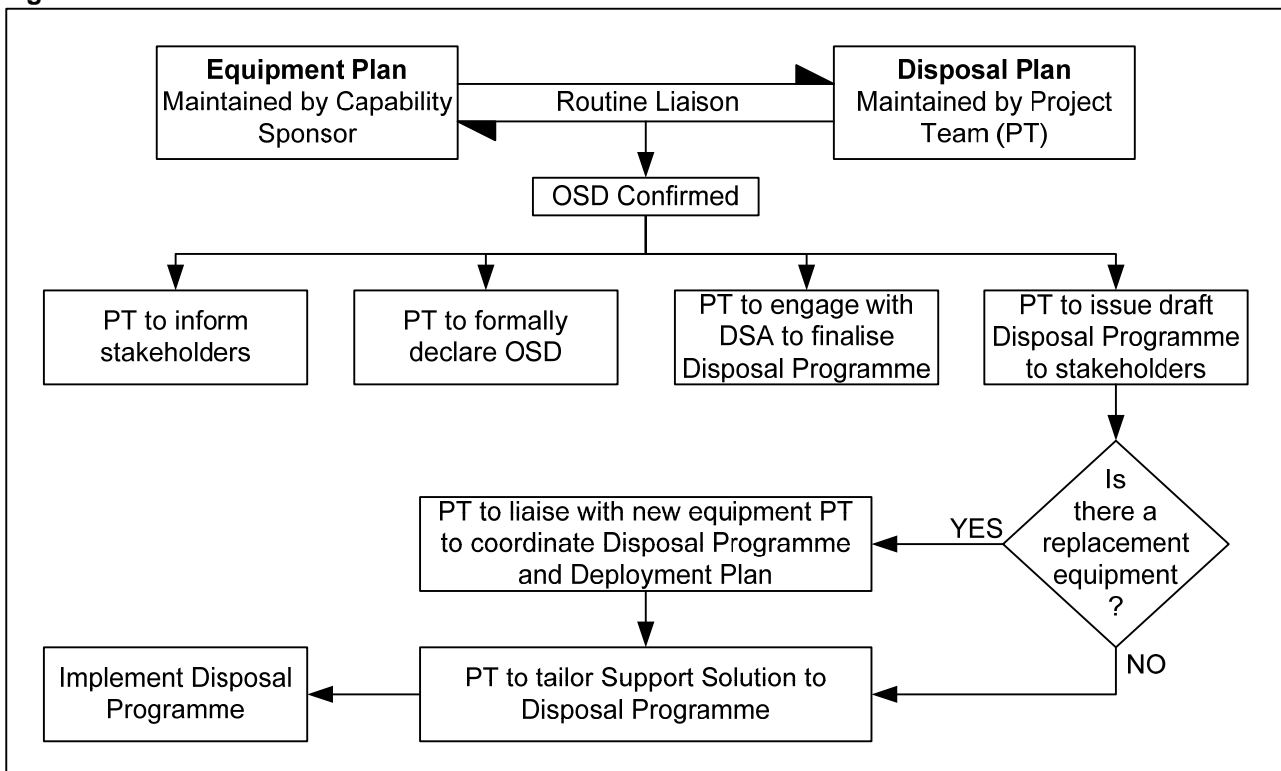 Equipment Plan
Maintained by Capability
Sponsor
Routine Liaison
Disposal Plan
Maintained by Project
Team (PT)
OSD Confirmed
PT to inform
stakeholders
PT to formally
declare OSD
PT to engage with
DSA to finalise
Disposal Programme
PT to issue draft
Disposal Programme
to stakeholders
Is
there a
replacement
equipment
?
YES
NO
PT to liaise with new equipment PT
to coordinate Disposal Programme
and Deployment Plan
PT to tailor Support Solution to
Disposal Programme
Implement Disposal
Programme